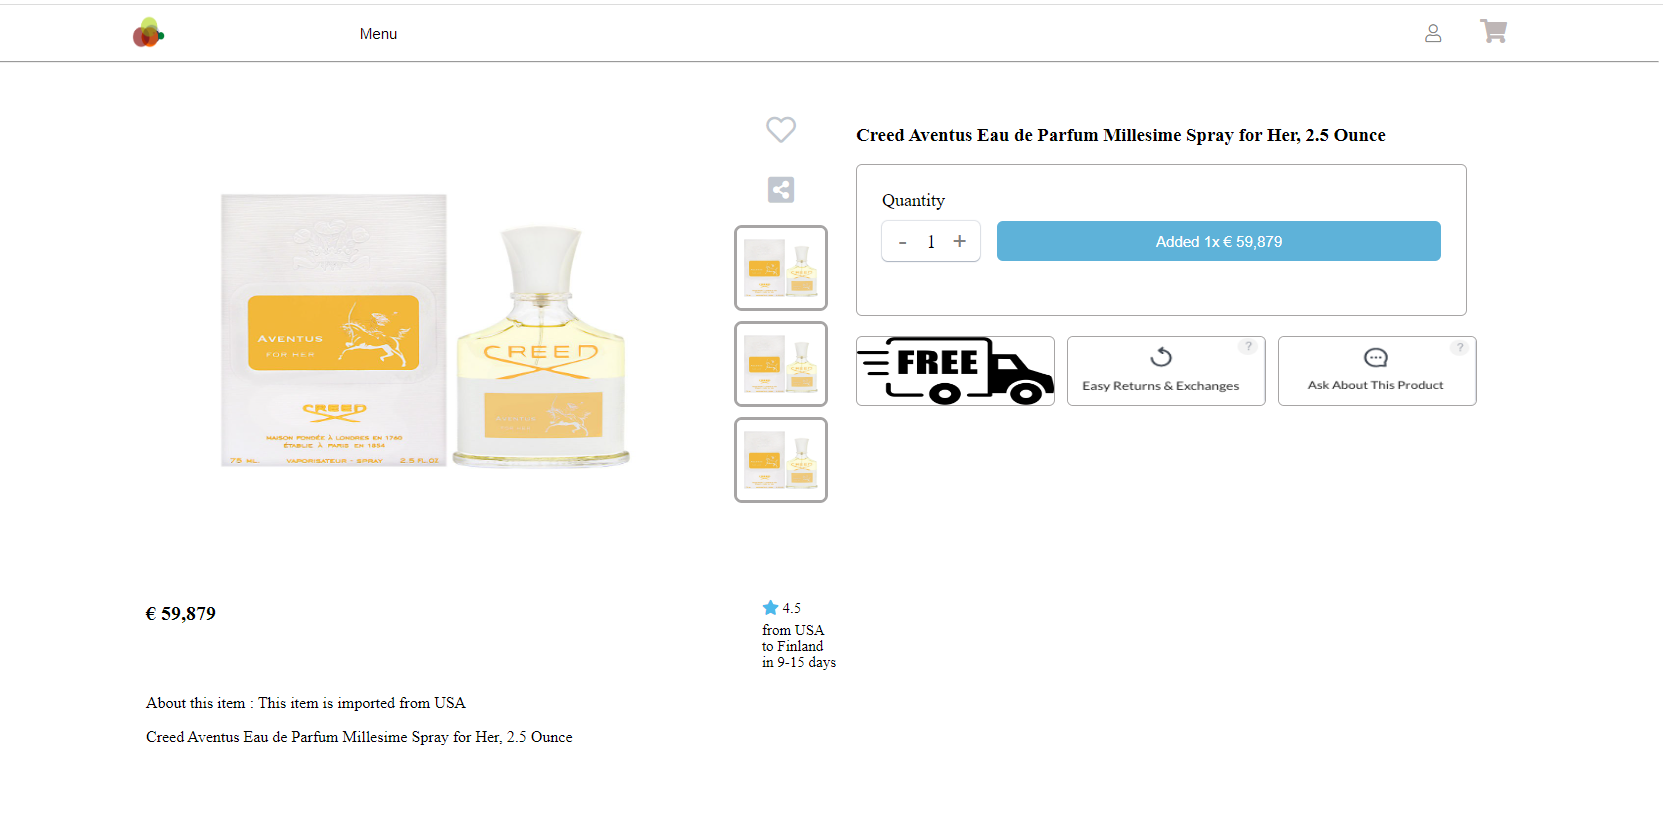 Menu
Creed Aventus Eau de Parfum Millesime Spray for Her, 2.5 Ounce
Quantity
- 1 +
Added 1x € 59,879
FREE
?
Easy Returns & Exchanges
?
Ask About This Product
AVENTUS
FOR HER
CREED
MAISON FONDÉE À LONDRES EN 1760
ÉTABLIE À PARIS EN 1854
75 ML. VAPORISATEUR - SPRAY 2.5 FL.OZ
CREED
AVENTUS
FOR HER
€ 59,879
4.5
from USA
to Finland
in 9-15 days
About this item : This item is imported from USA
Creed Aventus Eau de Parfum Millesime Spray for Her, 2.5 Ounce